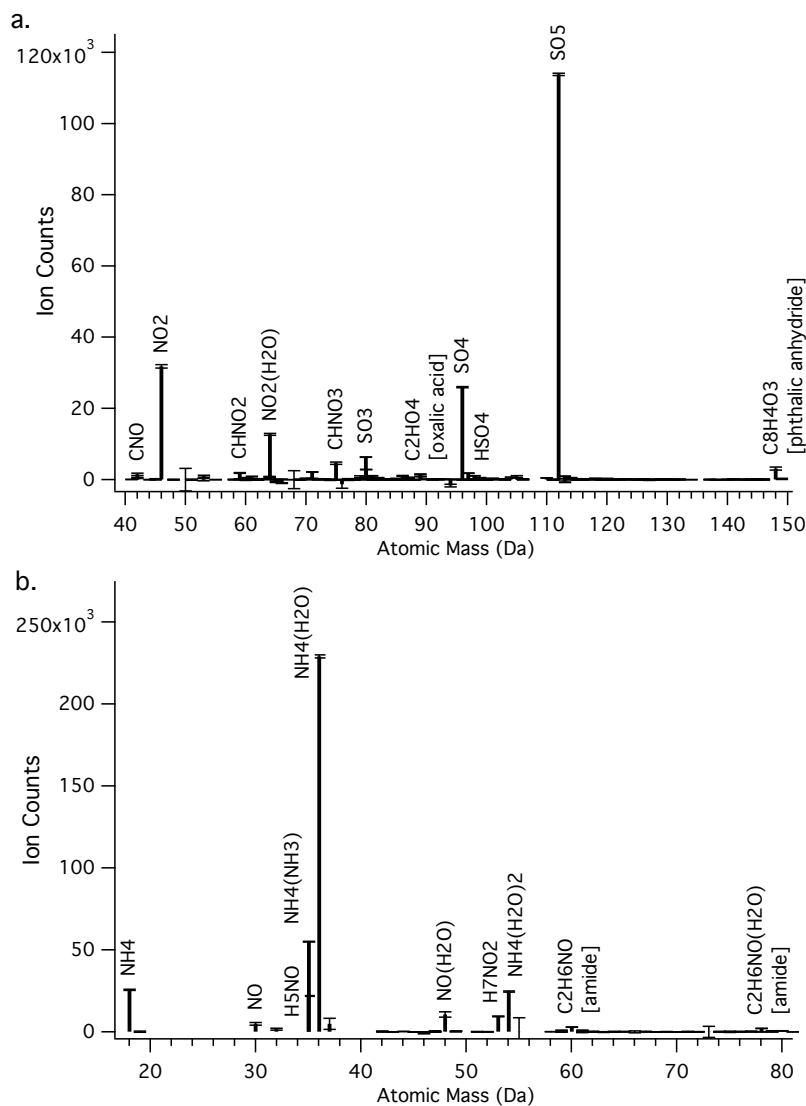 a.
120x10³
100
80
60
40
20
0
Ion Counts
CNO
NO2
CHNO2
NO2(H2O)
CHNO3
SO3
C2HO4
[oxalic acid]
SO4
HSO4
SO5
C8H4O3
[phthalic anhydride]
40 50 60 70 80 90 100 110 120 130 140 150
Atomic Mass (Da)
b.
250x10³
200
150
100
50
0
Ion Counts
NH4
NO
H5NO
NH4(NH3)
NH4(H2O)
NO(H2O)
H7NO2
NH4(H2O)2
C2H6NO
[amide]
C2H6NO(H2O)
[amide]
20 30 40 50 60 70 80
Atomic Mass (Da)